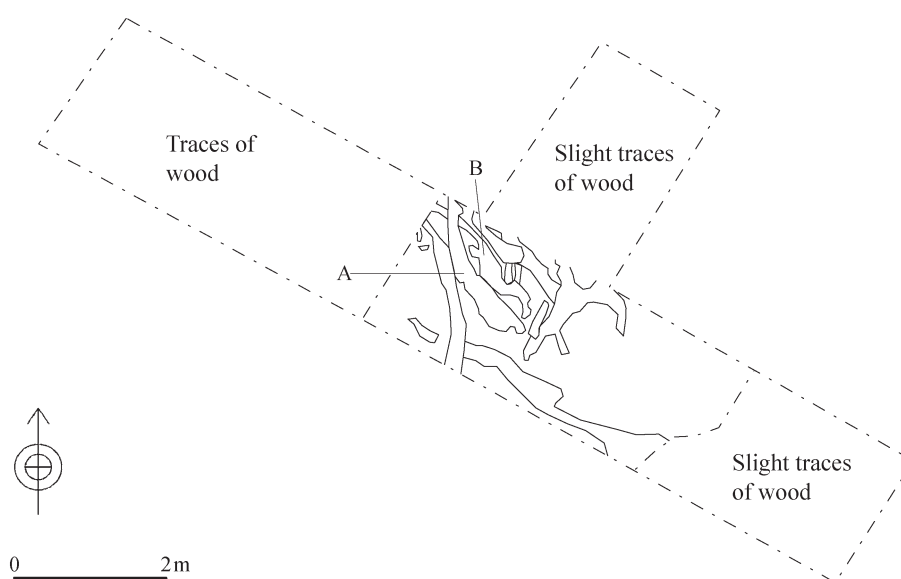 Traces of
wood
Slight traces
of wood
B
A
Slight traces
of wood
0 2m